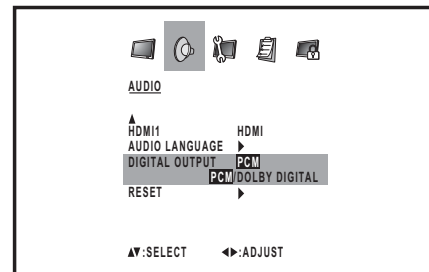 AUDIO
▲
HDMI1 HDMI
AUDIO LANGUAGE ▶
DIGITAL OUTPUT PCM
PCM/DOLBY DIGITAL
RESET ▶
▲▼:SELECT ◀▶:ADJUST